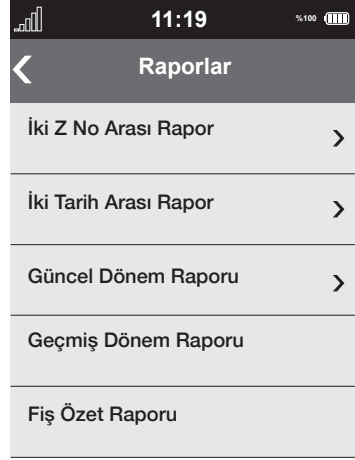 11:19
%100
Raporlar
İki Z No Arası Rapor
İki Tarih Arası Rapor
Güncel Dönem Raporu
Geçmiş Dönem Raporu
Fiş Özet Raporu